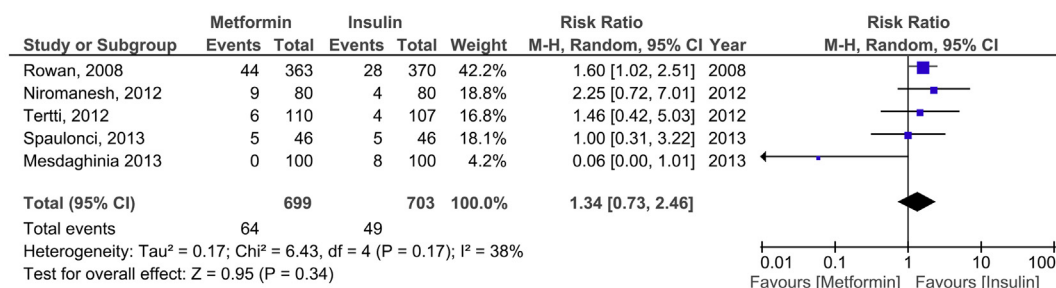 Metformin Insulin Risk Ratio Risk Ratio
Study or Subgroup Events Total Events Total Weight M-H, Random, 95% CI Year M-H, Random, 95% CI
Rowan, 2008 44 363 28 370 42.2% 1.60 [1.02, 2.51] 2008
Niromanesh, 2012 9 80 4 80 18.8% 2.25 [0.72, 7.01] 2012
Tertti, 2012 6 110 4 107 16.8% 1.46 [0.42, 5.03] 2012
Spaulonci, 2013 5 46 5 46 18.1% 1.00 [0.31, 3.22] 2013
Mesdaghinia 2013 0 100 8 100 4.2% 0.06 [0.00, 1.01] 2013
Total (95% CI) 699 703 100.0% 1.34 [0.73, 2.46]
Total events 64 49
Heterogeneity: Tau² = 0.17; Chi² = 6.43, df = 4 (P = 0.17); I² = 38%
Test for overall effect: Z = 0.95 (P = 0.34)
0.01 0.1 1 10 100
Favours [Metformin] Favours [Insulin]